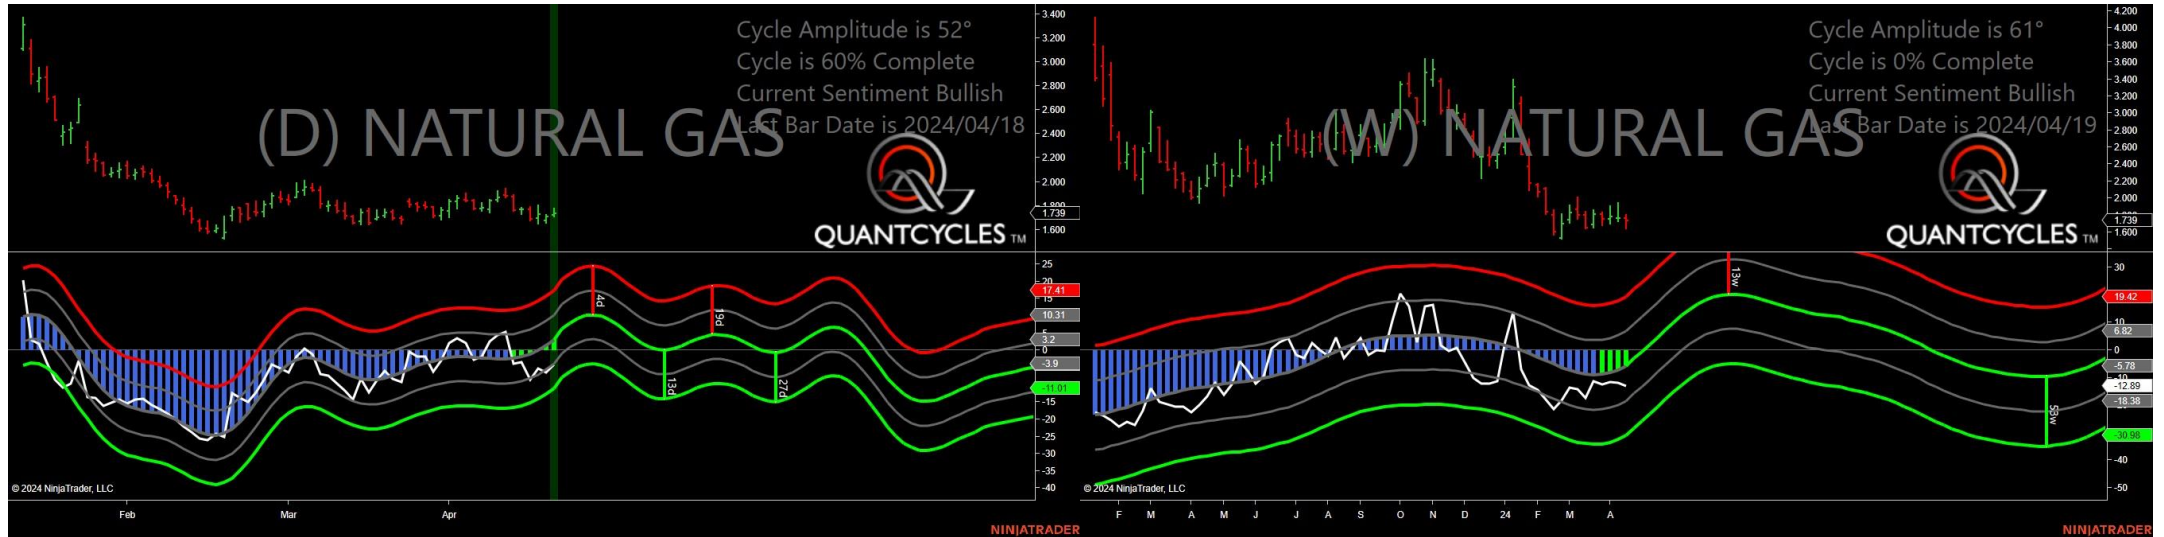 Cycle Amplitude is 52°
Cycle is 60% Complete
Current Sentiment Bullish
Last Bar Date is 2024/04/18
(D) NATURAL GAS
QUANTCYCLES TM
3.400
3.200
3.000
2.800
2.600
2.400
2.200
2.000
1.800
1.739
1.600
25
17.41
15
10.31
5
3.2
0
-3.9
-11.01
-15
-20
-25
-30
-35
-40
4d
13d
19d
27d
© 2024 NinjaTrader, LLC
Feb Mar Apr
NINJATRADER
Cycle Amplitude is 61°
Cycle is 0% Complete
Current Sentiment Bullish
Last Bar Date is 2024/04/19
(W) NATURAL GAS
QUANTCYCLES TM
4.200
4.000
3.800
3.600
3.400
3.200
3.000
2.800
2.600
2.400
2.200
2.000
1.739
1.600
30
19.42
10
6.82
0
-5.78
-12.89
-18.38
-30.98
-40
-50
13w
53w
© 2024 NinjaTrader, LLC
F M A M J J A S O N D 24 F M A
NINJATRADER